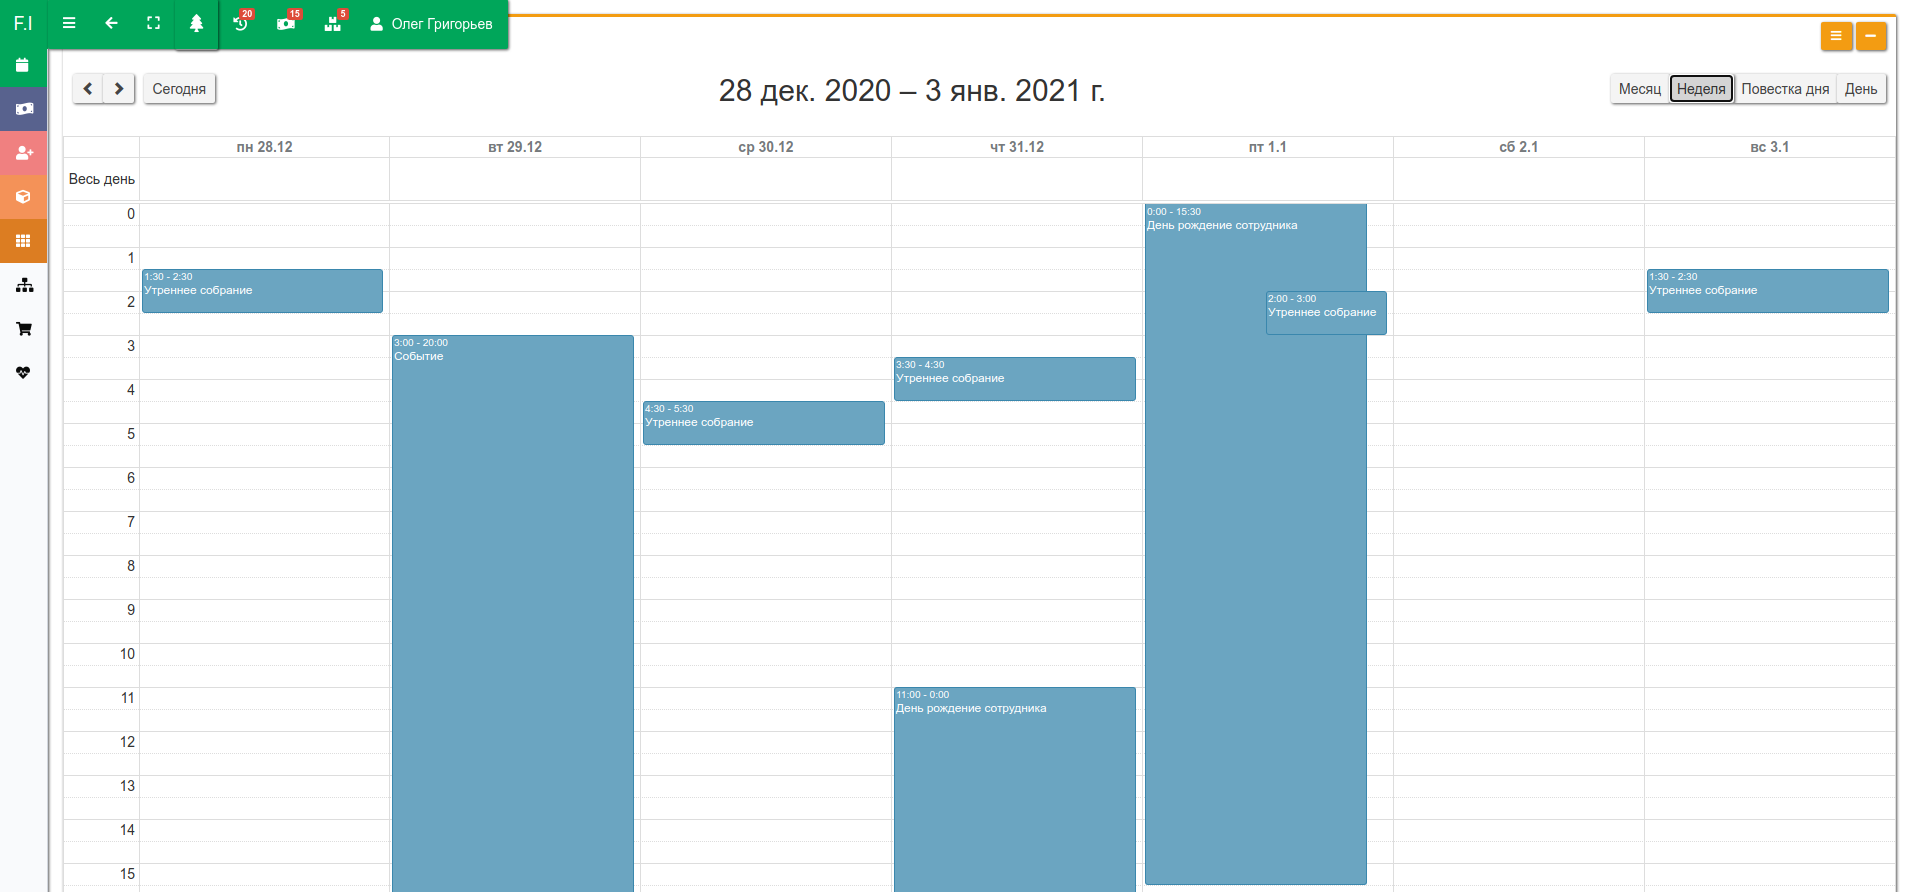 F.I
20
15
5
Олег Григорьев
Сегодня
28 дек. 2020 – 3 янв. 2021 г.
Месяц
Неделя
Повестка дня
День
пн 28.12
вт 29.12
ср 30.12
чт 31.12
пт 1.1
сб 2.1
вс 3.1
Весь день
0
1
2
3
4
5
6
7
8
9
10
11
12
13
14
15
1:30 - 2:30
Утреннее собрание
3:00 - 20:00
Событие
4:30 - 5:30
Утреннее собрание
3:30 - 4:30
Утреннее собрание
11:00 - 0:00
День рождение сотрудника
0:00 - 15:30
День рождение сотрудника
2:00 - 3:00
Утреннее собрание
1:30 - 2:30
Утреннее собрание